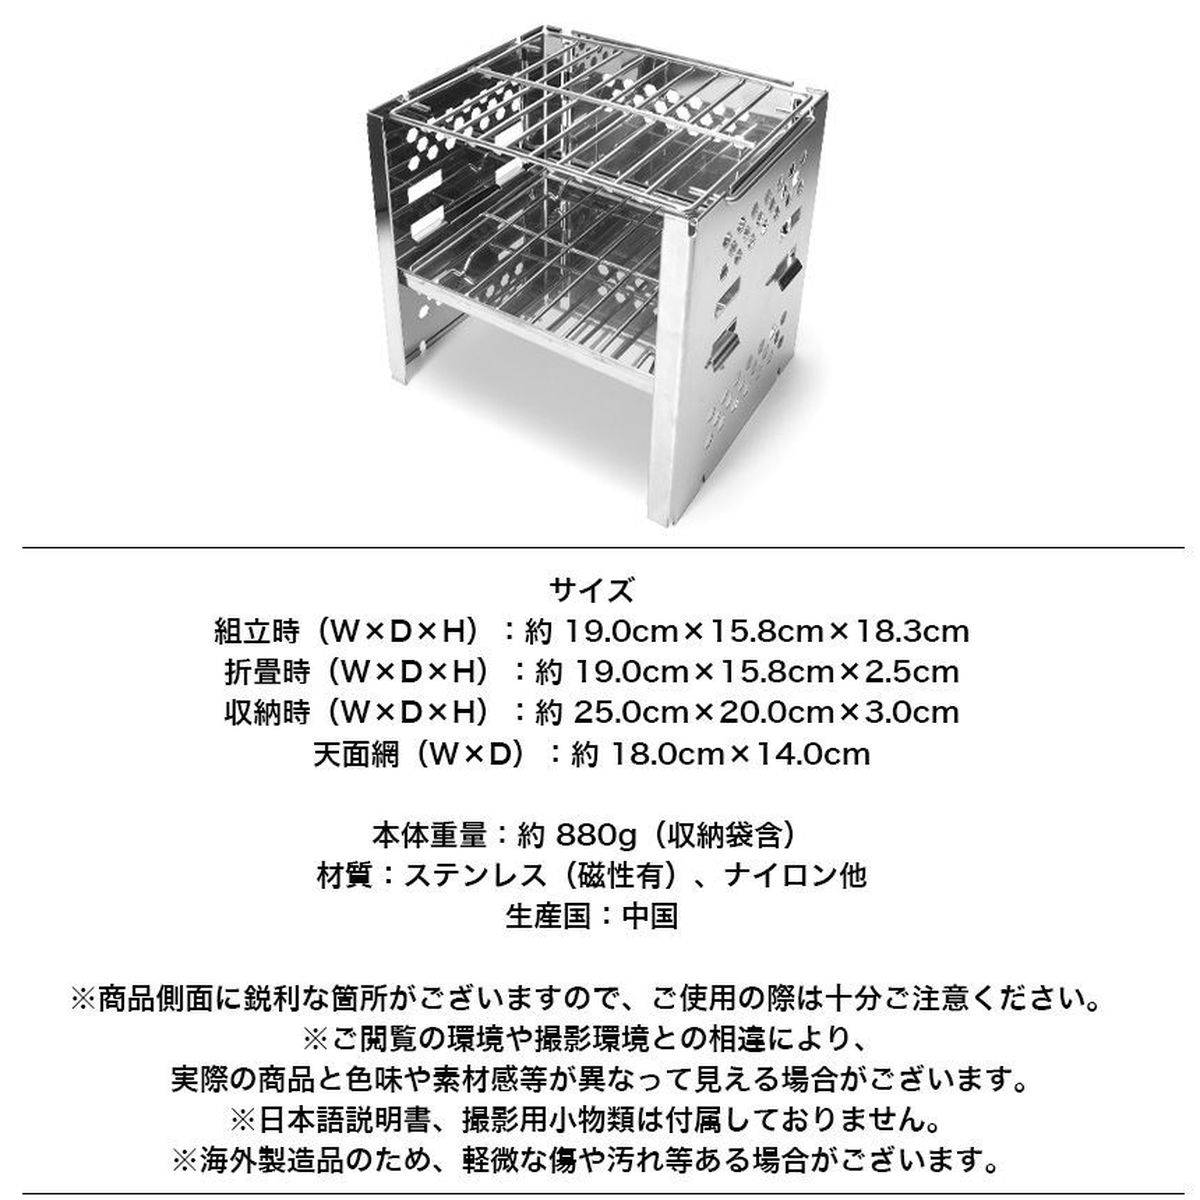 サイズ
組立時（W×D×H）：約 19.0cm×15.8cm×18.3cm
折畳時（W×D×H）：約 19.0cm×15.8cm×2.5cm
収納時（W×D×H）：約 25.0cm×20.0cm×3.0cm
天面網（W×D）：約 18.0cm×14.0cm
本体重量：約 880g（収納袋含）
材質：ステンレス（磁性有）、ナイロン他
生産国：中国
※商品側面に鋭利な箇所がございますので、ご使用の際は十分ご注意ください。
※ご閲覧の環境や撮影環境との相違により、
実際の商品と色味や素材感等が異なって見える場合がございます。
※日本語説明書、撮影用小物類は付属しておりません。
※海外製造品のため、軽微な傷や汚れ等ある場合がございます。